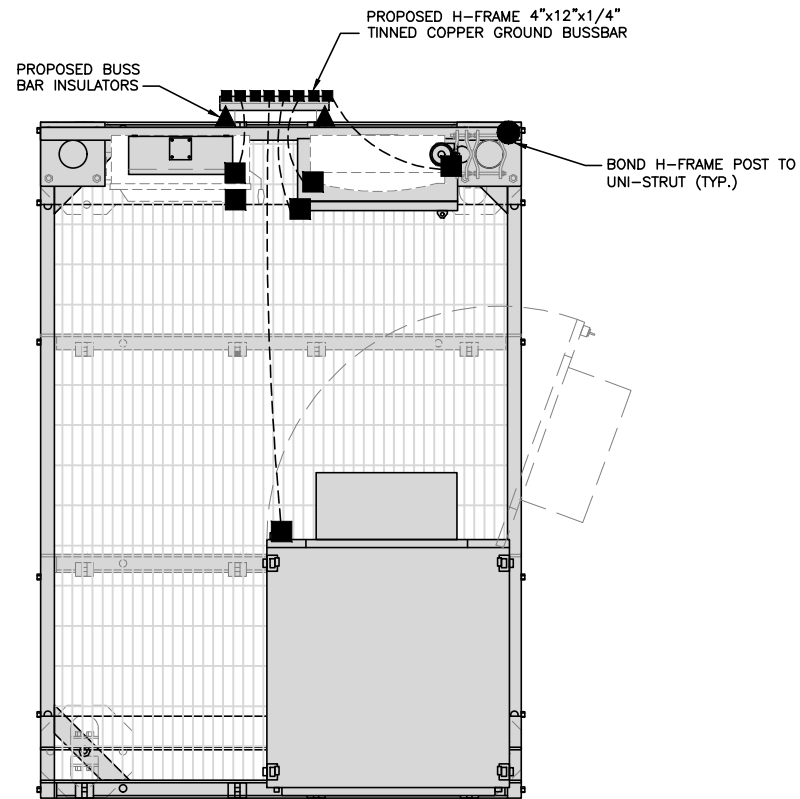 PROPOSED H-FRAME 4"x12"x1/4"
TINNED COPPER GROUND BUSSBAR
PROPOSED BUSS
BAR INSULATORS
BOND H-FRAME POST TO
UNI-STRUT (TYP.)